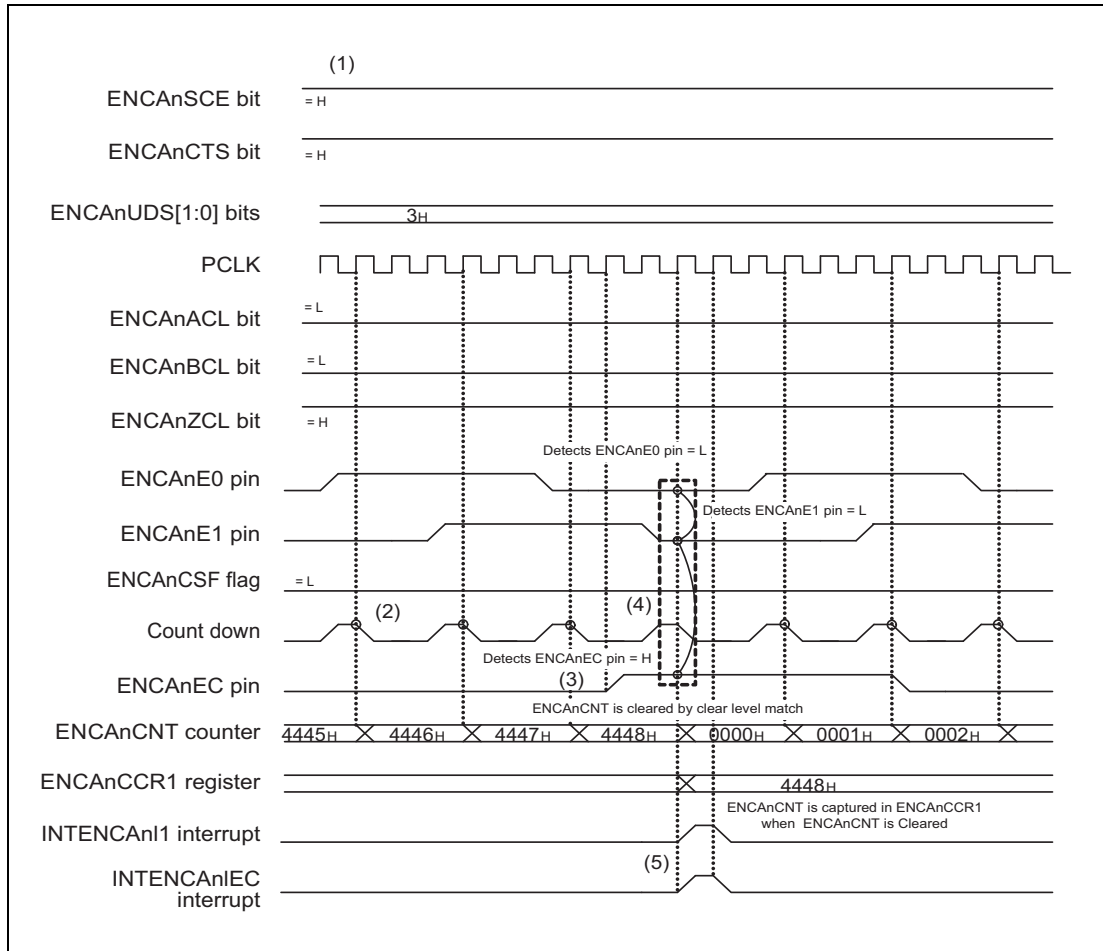 (1)
ENCAnSCE bit
= H
ENCAnCTS bit
= H
ENCAnUDS[1:0] bits
3H
PCLK
ENCAnACL bit
= L
ENCAnBCL bit
= L
ENCAnZCL bit
= H
Detects ENCAnE0 pin = L
ENCAnE0 pin
Detects ENCAnE1 pin = L
ENCAnE1 pin
ENCAnCSF flag
= L
(2)
(4)
Count down
Detects ENCAnEC pin = H
(3)
ENCAnEC pin
ENCAnCNT is cleared by clear level match
ENCAnCNT counter
4445H 4446H 4447H 4448H 0000H 0001H 0002H
ENCAnCCR1 register
4448H
ENCAnCNT is captured in ENCAnCCR1
when ENCAnCNT is Cleared
INTENCAnI1 interrupt
(5)
INTENCAnIEC
interrupt